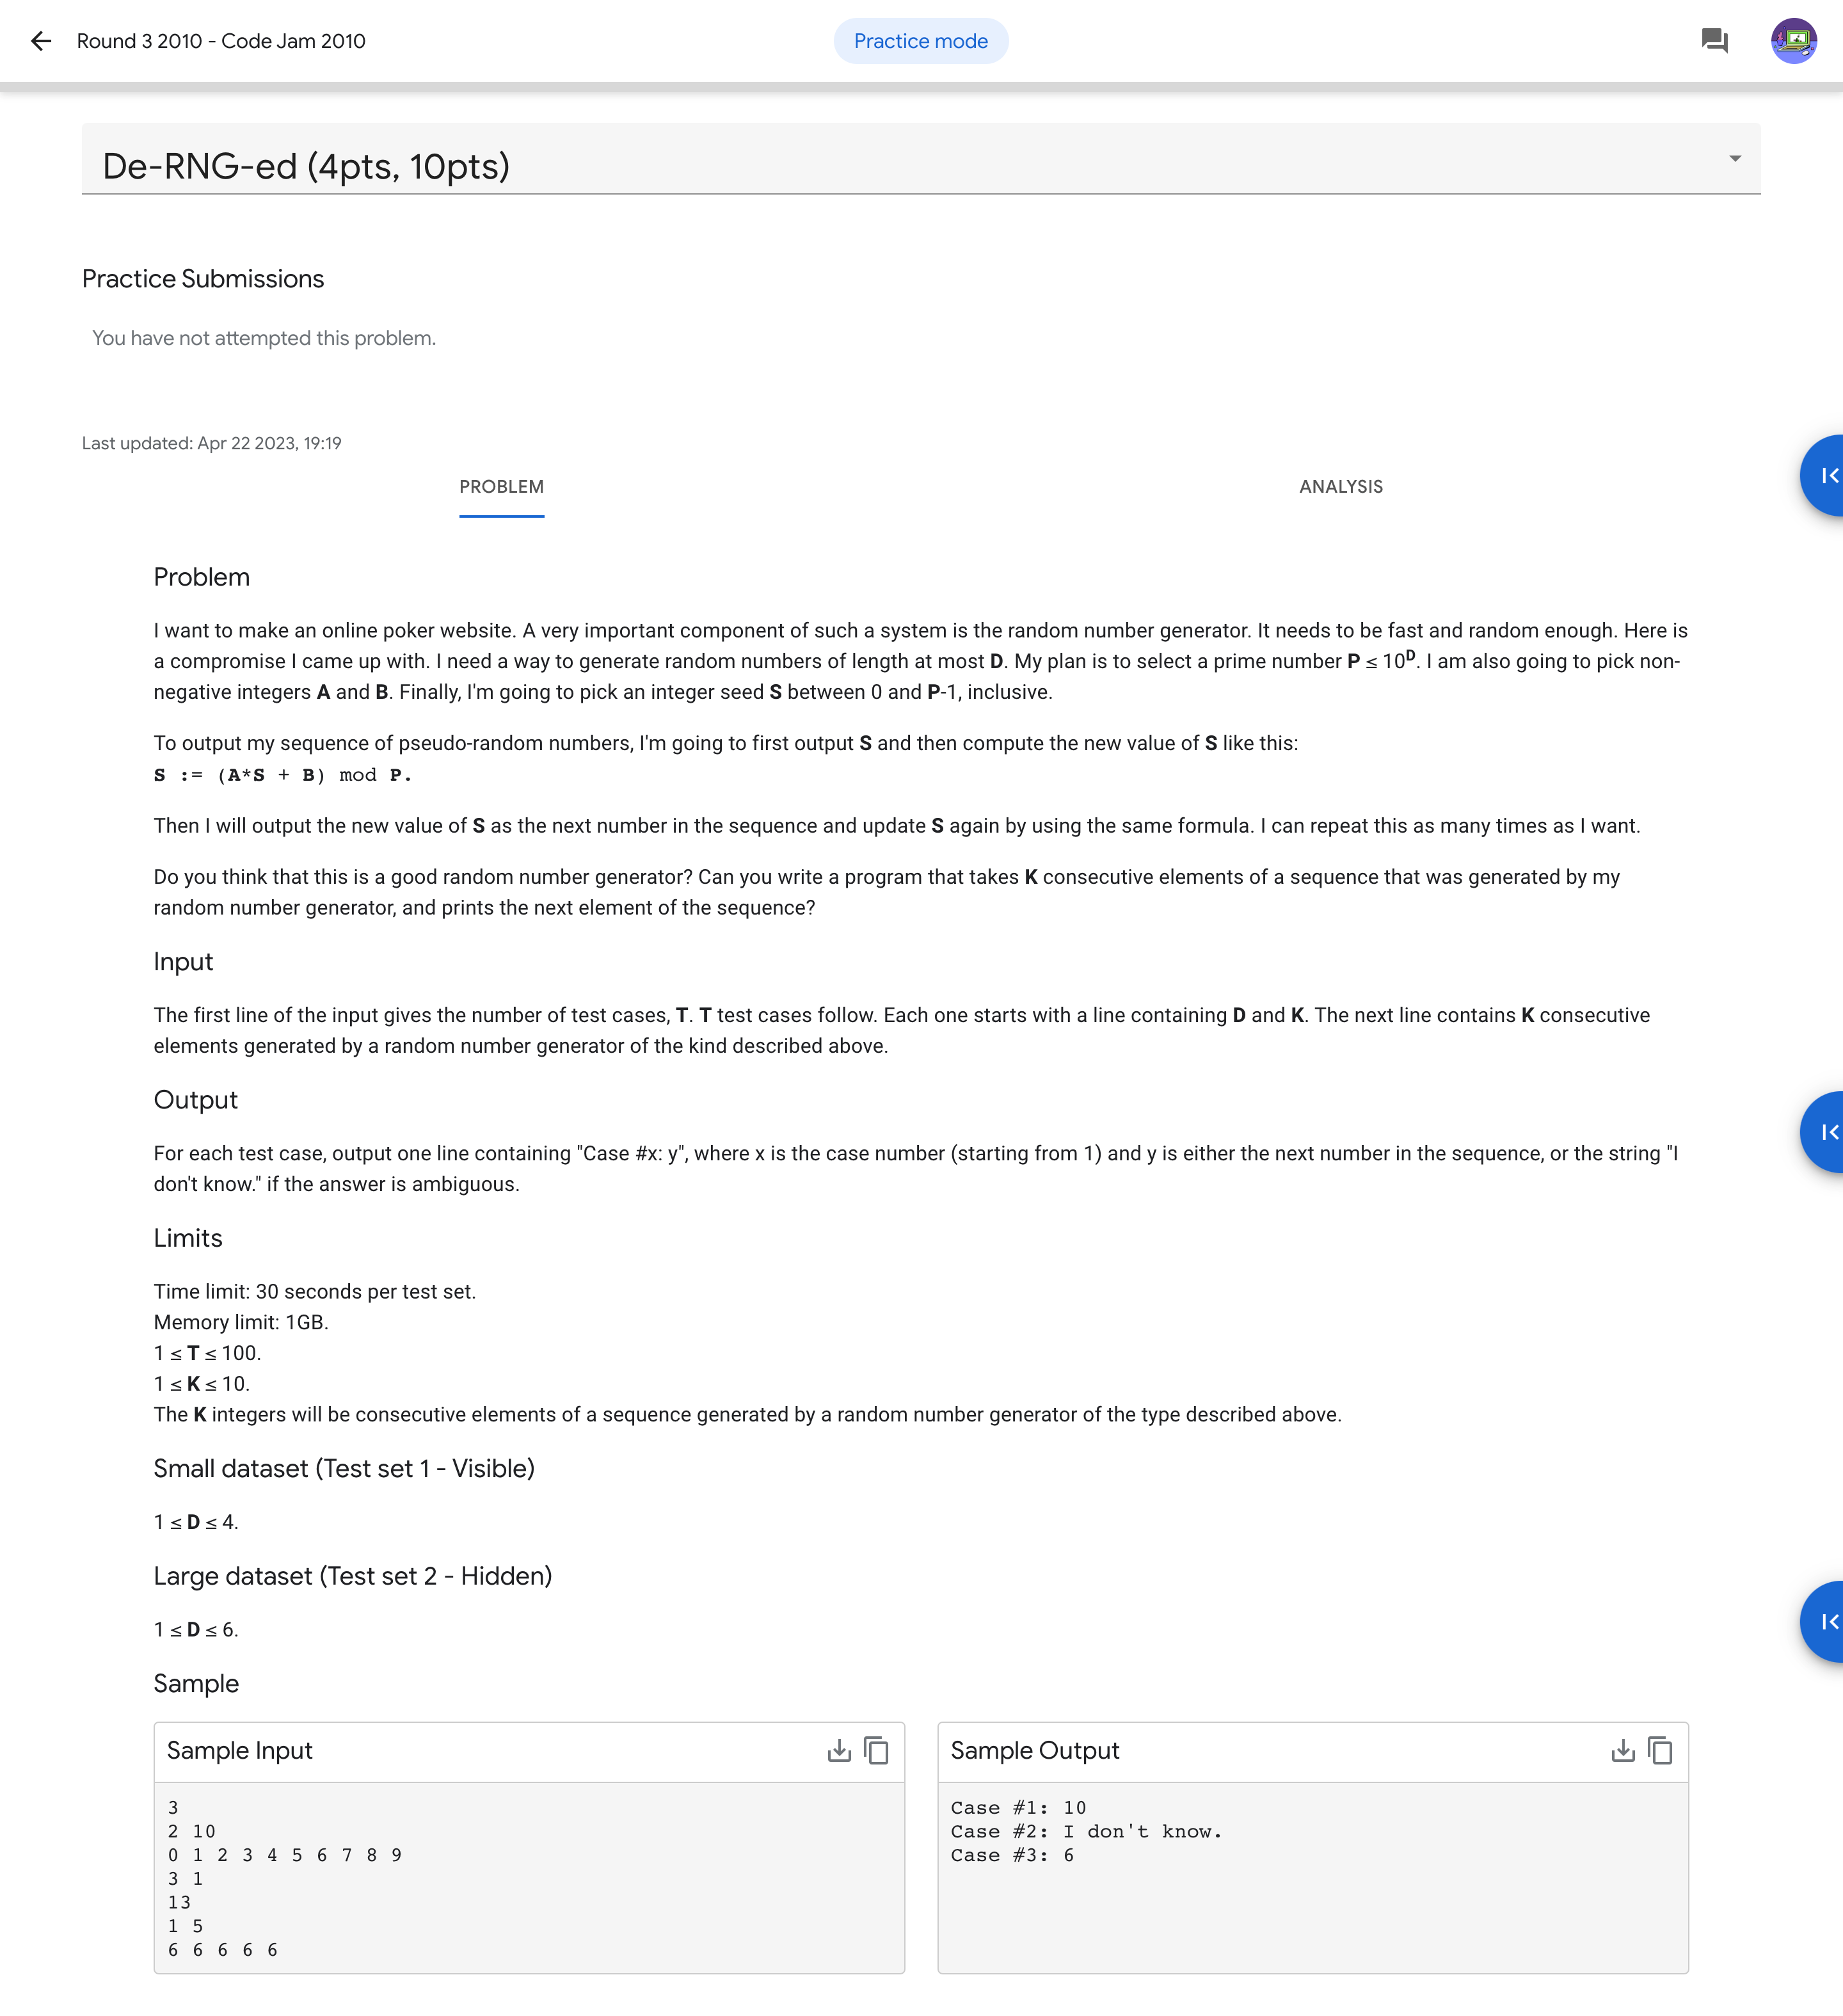 Round 3 2010 - Code Jam 2010
Practice mode
De-RNG-ed (4pts, 10pts)
Practice Submissions
You have not attempted this problem.
Last updated: Apr 22 2023, 19:19
PROBLEM
ANALYSIS
Problem
I want to make an online poker website. A very important component of such a system is the random number generator. It needs to be fast and random enough. Here is
a compromise I came up with. I need a way to generate random numbers of length at most D. My plan is to select a prime number P ≤ 10^D. I am also going to pick non-
negative integers A and B. Finally, I'm going to pick an integer seed S between 0 and P-1, inclusive.
To output my sequence of pseudo-random numbers, I'm going to first output S and then compute the new value of S like this:
S := (A*S + B) mod P.
Then I will output the new value of S as the next number in the sequence and update S again by using the same formula. I can repeat this as many times as I want.
Do you think that this is a good random number generator? Can you write a program that takes K consecutive elements of a sequence that was generated by my
random number generator, and prints the next element of the sequence?
Input
The first line of the input gives the number of test cases, T. T test cases follow. Each one starts with a line containing D and K. The next line contains K consecutive
elements generated by a random number generator of the kind described above.
Output
For each test case, output one line containing "Case #x: y", where x is the case number (starting from 1) and y is either the next number in the sequence, or the string "I
don't know." if the answer is ambiguous.
Limits
Time limit: 30 seconds per test set.
Memory limit: 1GB.
1 ≤ T ≤ 100.
1 ≤ K ≤ 10.
The K integers will be consecutive elements of a sequence generated by a random number generator of the type described above.
Small dataset (Test set 1 - Visible)
1 ≤ D ≤ 4.
Large dataset (Test set 2 - Hidden)
1 ≤ D ≤ 6.
Sample
Sample Input
3
2 10
0 1 2 3 4 5 6 7 8 9
3 1
13
1 5
6 6 6 6 6
Sample Output
Case #1: 10
Case #2: I don't know.
Case #3: 6